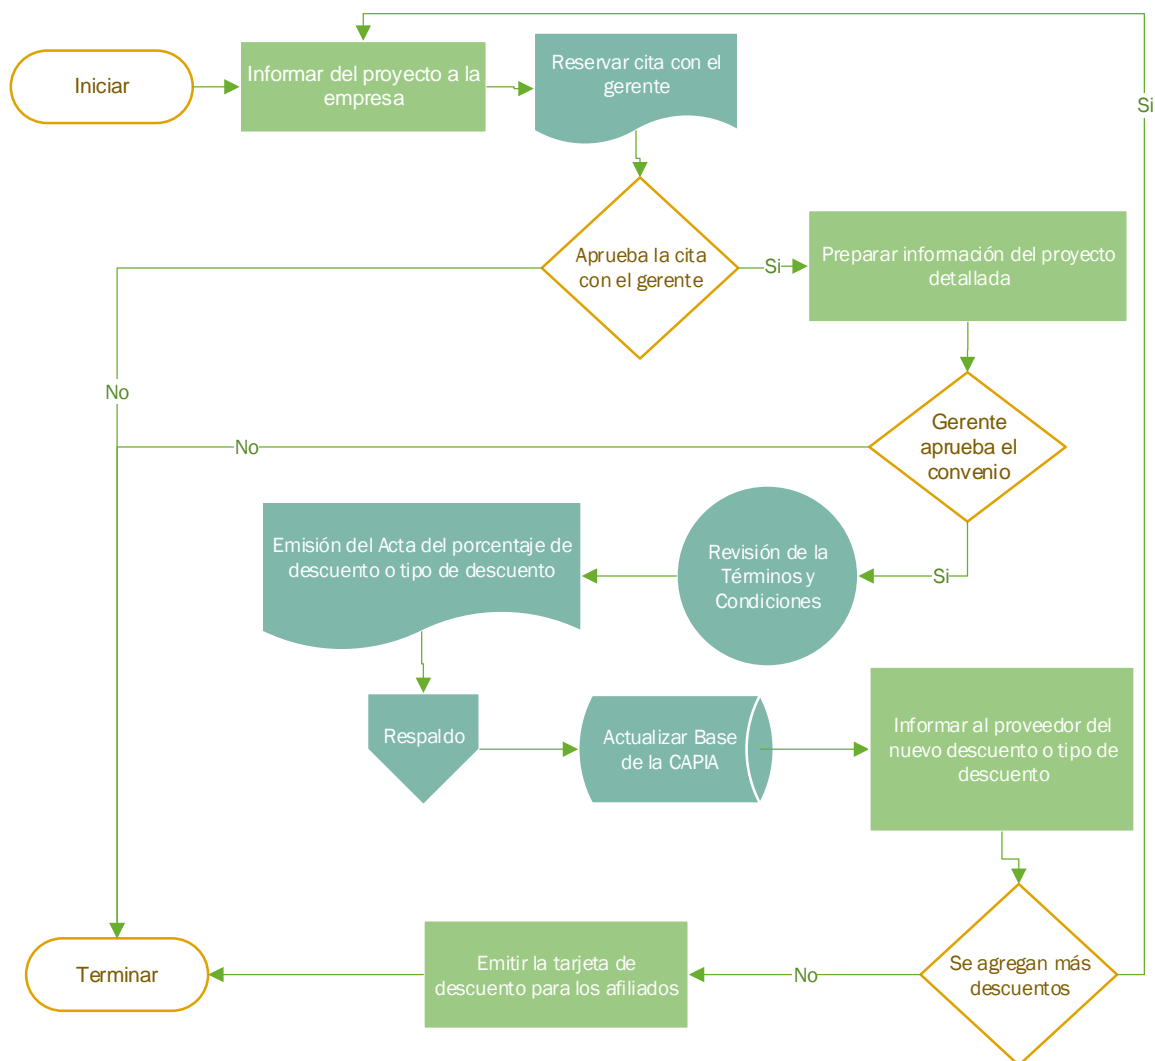 Iniciar
Informar del proyecto a la
empresa
Reservar cita con el
gerente
Si
Aprueba la cita
con el gerente
Si
Preparar información del proyecto
detallada
No
Gerente
aprueba el
convenio
No
Si
Revisión de la
Términos y
Condiciones
Emisión del Acta del porcentaje de
descuento o tipo de descuento
Respaldo
Actualizar Base
de la CAPIA
Informar al proveedor del
nuevo descuento o tipo de
descuento
Se agregan más
descuentos
No
Emitir la tarjeta de
descuento para los afiliados
Terminar